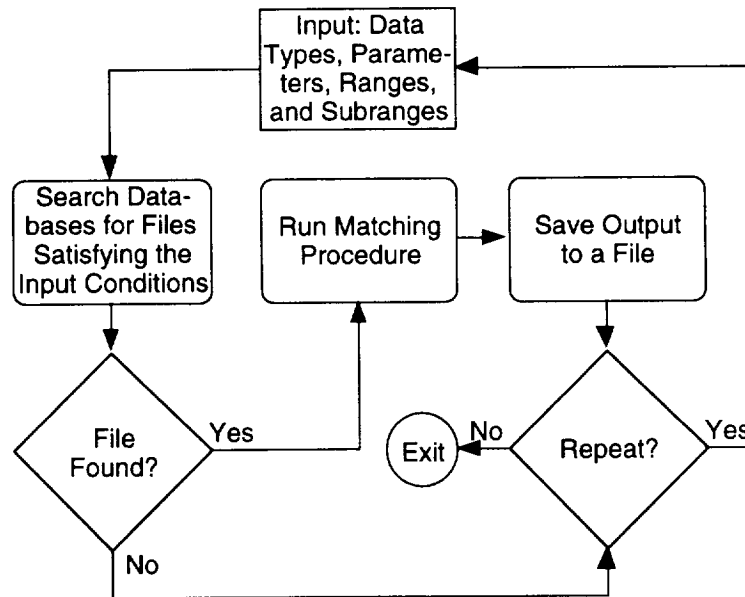 Input: Data
Types, Parame-
ters, Ranges,
and Subranges
Search Data-
bases for Files
Satisfying the
Input Conditions
Run Matching
Procedure
Save Output
to a File
File
Found?
Yes
No
Exit
No
Repeat?
Yes